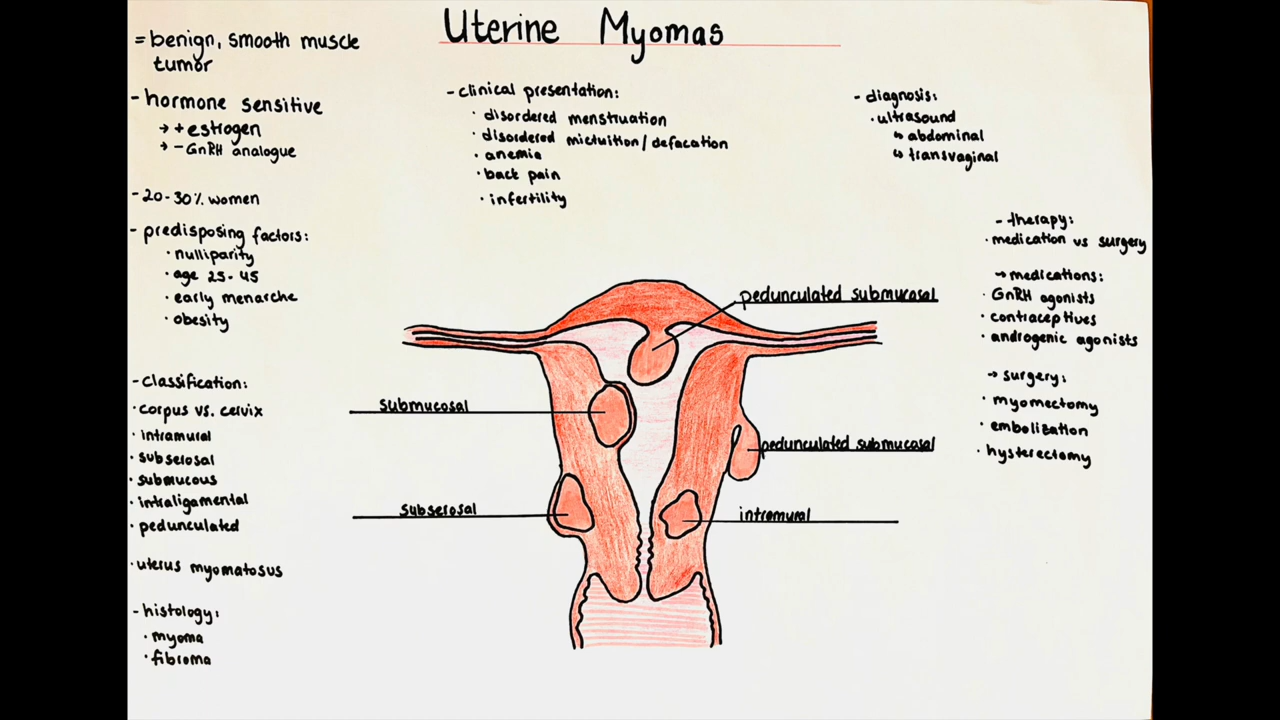 Uterine Myomas
= benign, smooth muscle
tumor
- hormone sensitive
→ + estrogen
→ - GnRH analogue
- 20-30% women
- predisposing factors:
· nulliparity
· age 25-45
· early menarche
· obesity
- classification:
· corpus vs. cervix
· intramural
· subserosal
· submucous
· intraligamental
· pedunculated
· uterus myomatosus
- histology:
· myoma
· fibroma
- clinical presentation:
· disordered menstruation
· disordered mictuition/defacation
· anemia
· back pain
· infertility
- diagnosis:
· ultrasound
↳ abdominal
↳ transvaginal
- therapy:
· medication vs surgery
→ medications:
· GnRH agonists
· contraceptives
· androgenic agonists
→ surgery:
· myomectomy
· embolization
· hysterectomy
pedunculated submucosal
submucosal
pedunculated submucosal
subserosal
intramural